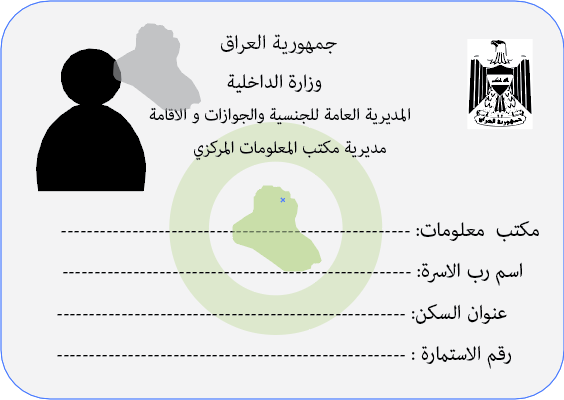 جمهورية العراق
وزارة الداخلية
المديرية العامة للجنسية والجوازات و الاقامة
مديرية مكتب المعلومات المركزي
مكتب معلومات: ---------------------------------------------
اسم رب الاسرة: ---------------------------------------------
عنوان السكن: ---------------------------------------------
رقم الاستمارة : ---------------------------------------------
جمهورية العراق